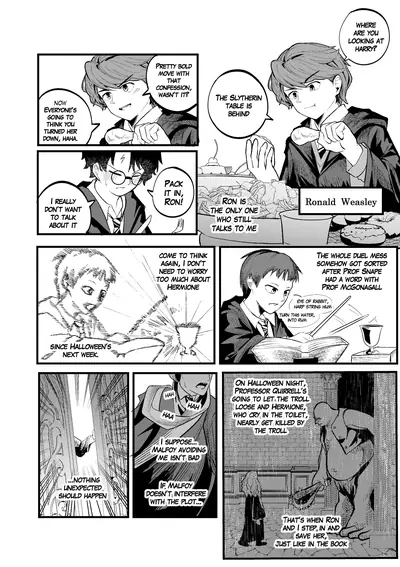 WHERE
ARE YOU
LOOKING AT
HARRY?
PRETTY BOLD
MOVE WITH
THAT
CONFESSION,
WASN'T IT?
NOW
EVERYONE'S
GOING TO
THINK YOU
TURNED HER
DOWN, HAHA.
THE SLYTHERIN
TABLE IS
BEHIND
Ronald Weasley
PACK IT
IN,
RON!
I REALLY
DON'T WANT
TO TALK
ABOUT IT
RON IS
THE ONLY
ONE WHO
STILL
TALKS TO
ME
THE WHOLE DUEL MESS
SOMEHOW GOT SORTED
AFTER PROF SNAPE
HAD A WORD WITH
PROF MCGONAGALL
EYE OF RABBIT,
HARP STRING HUM
TURN THIS WATER,
INTO RUM
COME TO THINK
AGAIN, I DON'T
NEED TO WORRY
TOO MUCH ABOUT
HERMIONE
SINCE HALLOWEEN'S
NEXT WEEK.
ON HALLOWEEN NIGHT,
PROFESSOR QUIRRELL'S
GOING TO LET THE TROLL
LOOSE AND HERMIONE,
WHO CRY IN THE TOILET,
NEARLY GET KILLED BY
THE TROLL
THAT'S WHEN RON
AND I STEP IN AND
SAVE HER,
JUST LIKE IN THE BOOK
HAH
HAH
HAA
I SUPPOSE...
MALFOY AVOIDING
ME ISN'T BAD
IF MALFOY
DOESN'T INTERFERE
WITH THE PLOT...
...NOTHING
UNEXPECTED
SHOULD HAPPEN